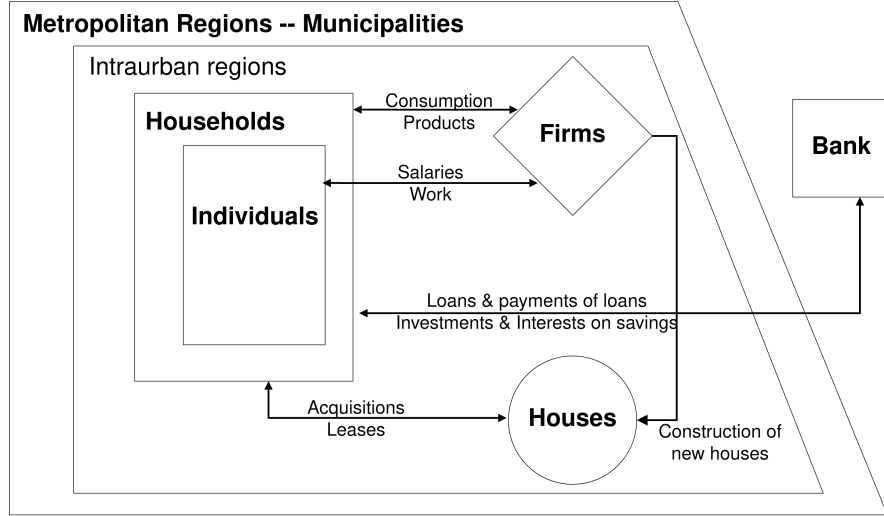 Metropolitan Regions -- Municipalities
Intraurban regions
Households
Individuals
Consumption
Products
Salaries
Work
Firms
Bank
Loans & payments of loans
Investments & Interests on savings
Acquisitions
Leases
Houses
Construction of
new houses